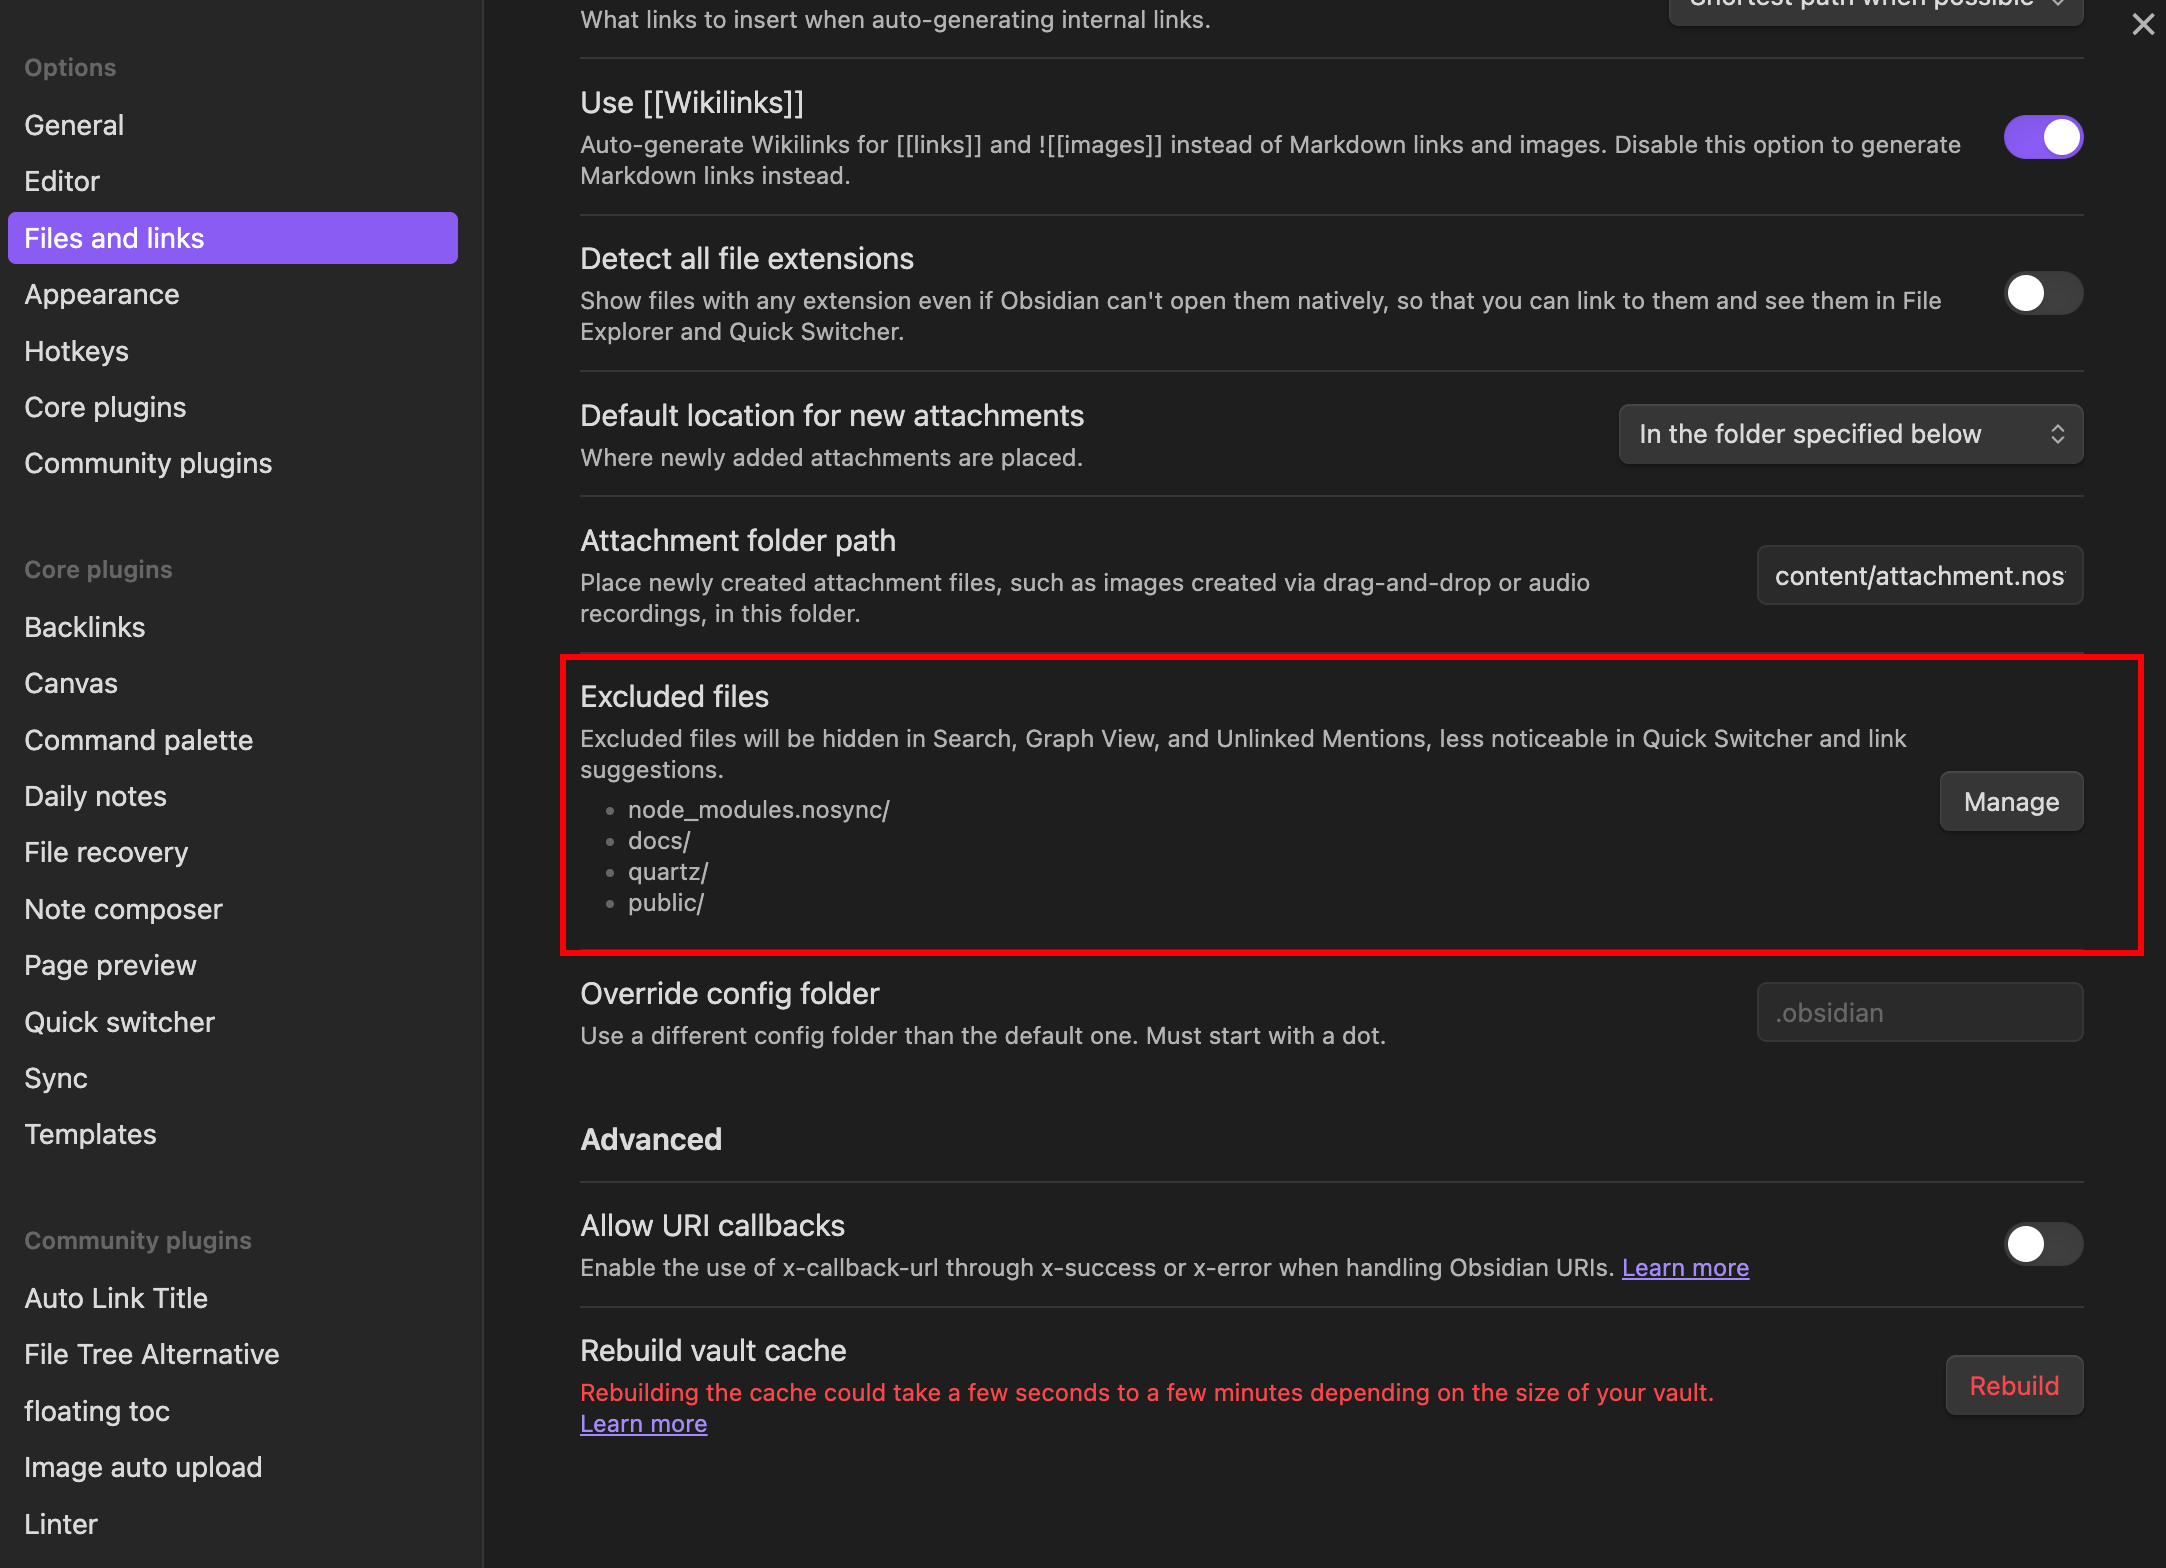 Options
General
Editor
Files and links
Appearance
Hotkeys
Core plugins
Community plugins
Core plugins
Backlinks
Canvas
Command palette
Daily notes
File recovery
Note composer
Page preview
Quick switcher
Sync
Templates
Community plugins
Auto Link Title
File Tree Alternative
floating toc
Image auto upload
Linter
What links to insert when auto-generating internal links.
Shortest path when possible
Use [[Wikilinks]]
Auto-generate Wikilinks for [[links]] and ![[images]] instead of Markdown links and images. Disable this option to generate
Markdown links instead.
Detect all file extensions
Show files with any extension even if Obsidian can't open them natively, so that you can link to them and see them in File
Explorer and Quick Switcher.
Default location for new attachments
Where newly added attachments are placed.
In the folder specified below
Attachment folder path
Place newly created attachment files, such as images created via drag-and-drop or audio
recordings, in this folder.
content/attachment.nos
Excluded files
Excluded files will be hidden in Search, Graph View, and Unlinked Mentions, less noticeable in Quick Switcher and link
suggestions.
node_modules.nosync/
docs/
quartz/
public/
Manage
Override config folder
Use a different config folder than the default one. Must start with a dot.
.obsidian
Advanced
Allow URI callbacks
Enable the use of x-callback-url through x-success or x-error when handling Obsidian URIs. Learn more
Rebuild vault cache
Rebuilding the cache could take a few seconds to a few minutes depending on the size of your vault.
Learn more
Rebuild